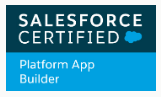 SALESFORCE
CERTIFIED
Platform App
Builder